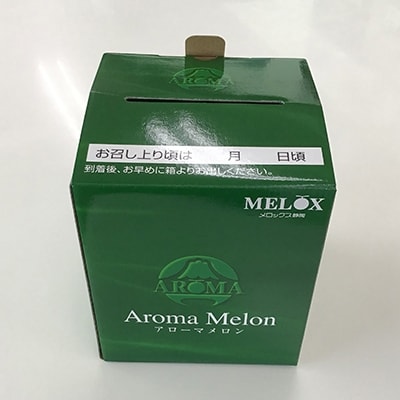 AROMA
お召し上り頃は 月 日頃
到着後、お早めに箱よりお出しください。
MELOX
メロックス静岡
AROMA
Aroma Melon
アローマメロン